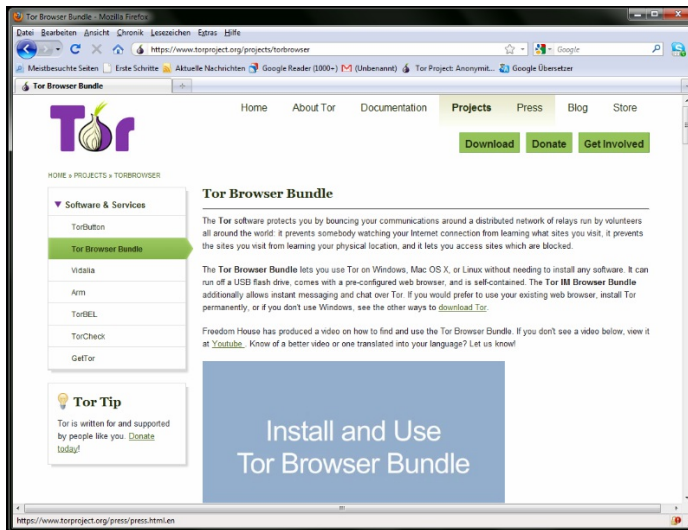 Tor Browser Bundle - Mozilla Firefox
Datei Bearbeiten Ansicht Chronik Lesezeichen Extras Hilfe
https://www.torproject.org/projects/torbrowser
Google
Meistbesuchte Seiten Erste Schritte Aktuelle Nachrichten Google Reader (1000+) (Unbenannt) Tor Project: Anonymit... Google Übersetzer
Tor Browser Bundle
Tor
Home About Tor Documentation Projects Press Blog Store
Download Donate Get Involved
HOME » PROJECTS » TORBROWSER
Software & Services
TorButton
Tor Browser Bundle
Vidalia
Arm
TorBEL
TorCheck
GetTor
Tor Tip
Tor is written for and supported
by people like you. Donate
today!
Tor Browser Bundle
The Tor software protects you by bouncing your communications around a distributed network of relays run by volunteers
all around the world: it prevents somebody watching your Internet connection from learning what sites you visit, it prevents
the sites you visit from learning your physical location, and it lets you access sites which are blocked.
The Tor Browser Bundle lets you use Tor on Windows, Mac OS X, or Linux without needing to install any software. It can
run off a USB flash drive, comes with a pre-configured web browser, and is self-contained. The Tor IM Browser Bundle
additionally allows instant messaging and chat over Tor. If you would prefer to use your existing web browser, install Tor
permanently, or if you don't use Windows, see the other ways to download Tor.
Freedom House has produced a video on how to find and use the Tor Browser Bundle. If you don't see a video below, view it
at Youtube . Know of a better video or one translated into your language? Let us know!
Install and Use
Tor Browser Bundle
https://www.torproject.org/press/press.html.en